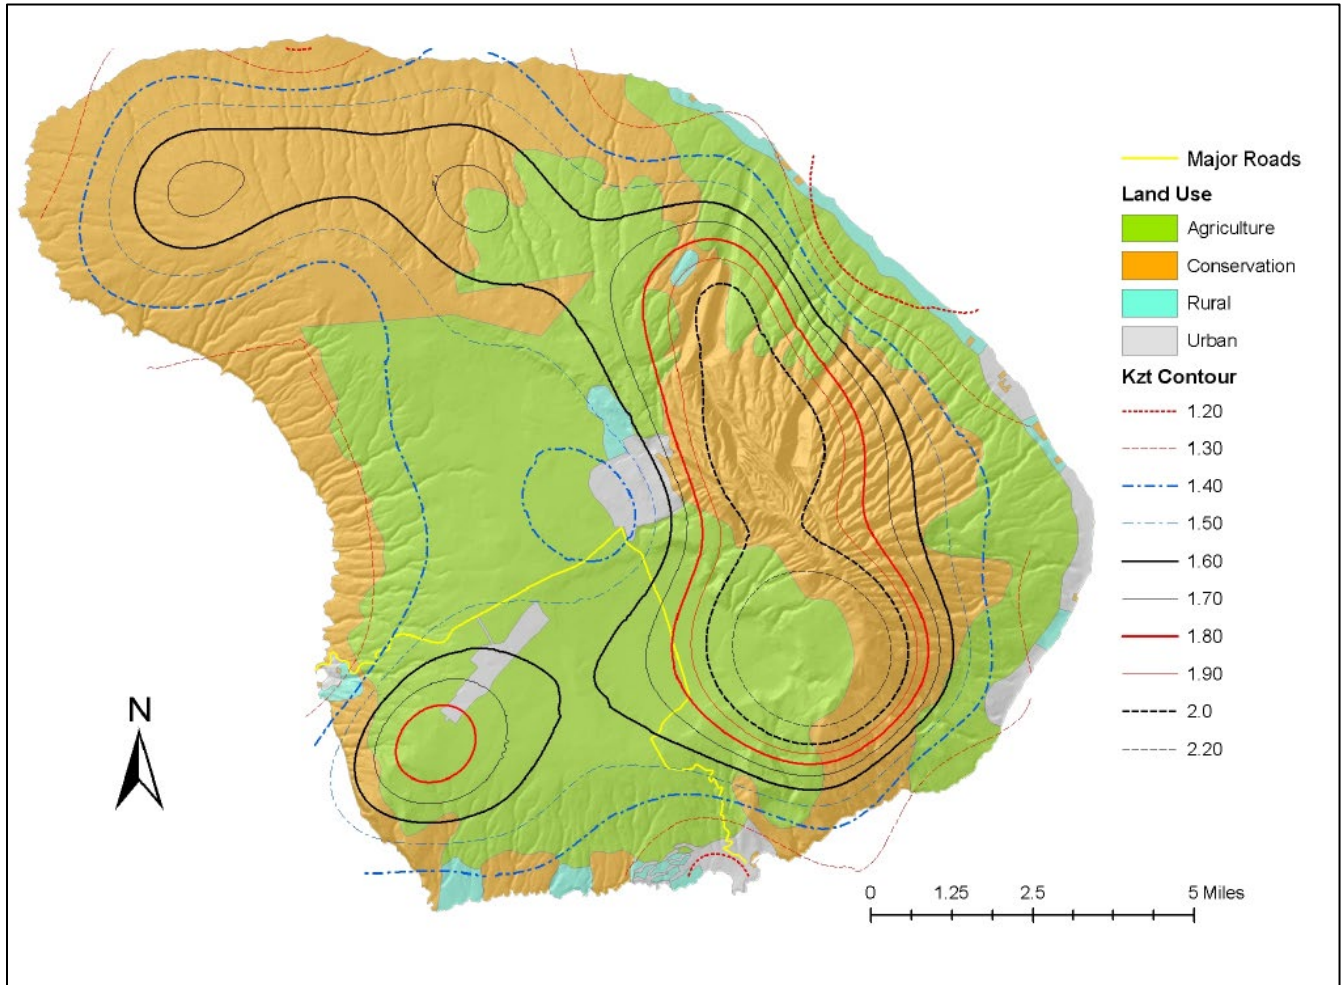 Major Roads
Land Use
Agriculture
Conservation
Rural
Urban
Kzt Contour
1.20
1.30
1.40
1.50
1.60
1.70
1.80
1.90
2.0
2.20
N
0 1.25 2.5 5 Miles